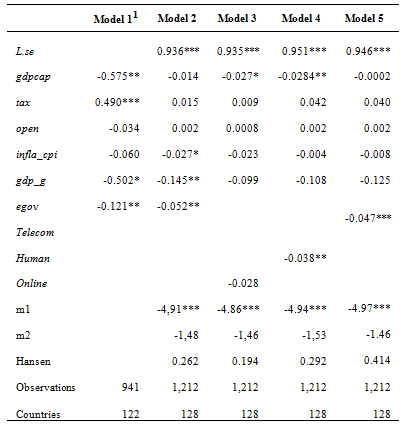 Model 1¹ Model 2 Model 3 Model 4 Model 5
L.se 0.936*** 0.935*** 0.951*** 0.946***
gdpcap -0.575** -0.014 -0.027* -0.0284** -0.0002
tax 0.490*** 0.015 0.009 0.042 0.040
open -0.034 0.002 0.0008 0.002 0.002
infla_cpi -0.060 -0.027* -0.023 -0.004 -0.008
gdp_g -0.502* -0.145** -0.099 -0.108 -0.125
egov -0.121** -0.052**
-0.047***
Telecom
Human -0.038**
Online -0.028
m1 -4,91*** -4.86*** -4.94*** -4.97***
m2 -1,48 -1,46 -1,53 -1.46
Hansen 0.262 0.194 0.292 0.414
Observations 941 1,212 1,212 1,212 1,212
Countries 122 128 128 128 128